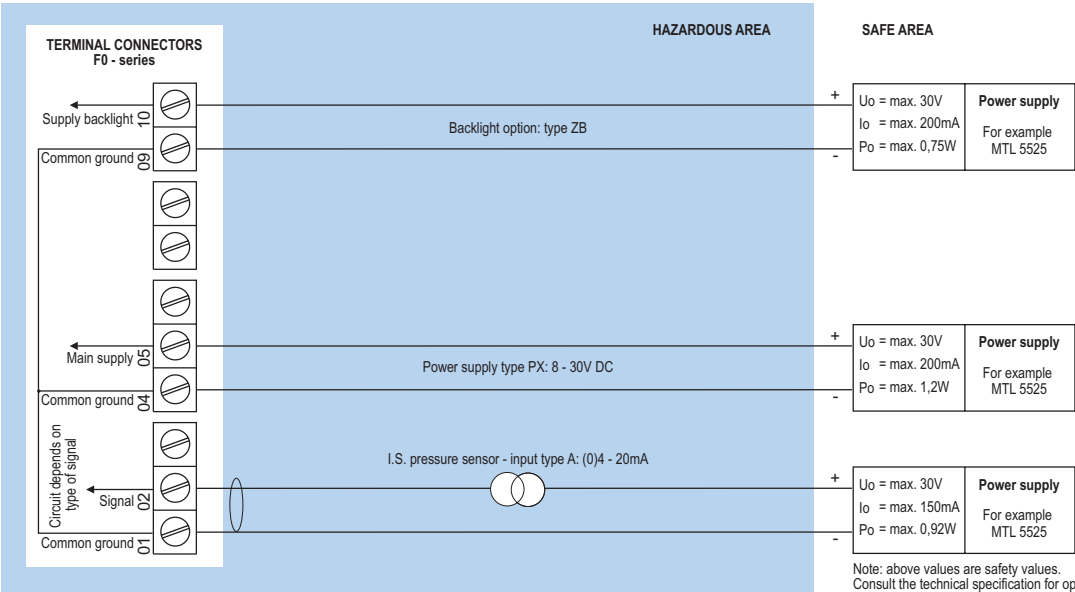 HAZARDOUS AREA
SAFE AREA
TERMINAL CONNECTORS
F0 - series
Supply backlight
10
Common ground
09
Backlight option: type ZB
+
-
Uo = max. 30V
Io = max. 200mA
Po = max. 0,75W
Power supply
For example
MTL 5525
Main supply
05
Common ground
04
Power supply type PX: 8 - 30V DC
+
-
Uo = max. 30V
Io = max. 200mA
Po = max. 1,2W
Power supply
For example
MTL 5525
Circuit depends on
type of signal
Signal
02
Common ground
01
I.S. pressure sensor - input type A: (0)4 - 20mA
+
-
Uo = max. 30V
Io = max. 150mA
Po = max. 0,92W
Power supply
For example
MTL 5525
Note: above values are safety values.
Consult the technical specification for op